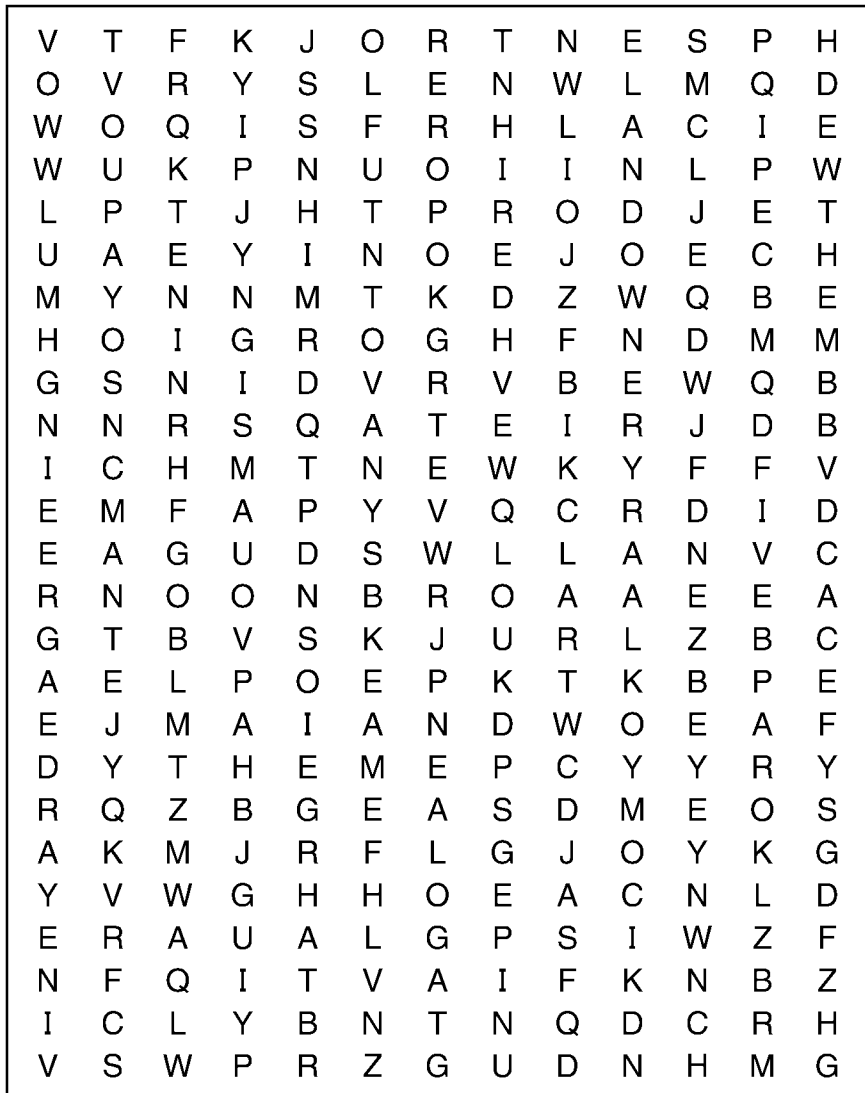 V T F K J O R T N E S P H
O V R Y S L E N W L M Q D
W O Q I S F R H L A C I E
W U K P N U O I I N L P W
L P T J H T P R O D J E T
U A E Y I N O E J O E C H
M Y N N M T K D Z W Q B E
H O I G R O G H F N D M M
G S N I D V R V B E W Q B
N N R S Q A T E I R J D B
I C H M T N E W K Y F F V
E M F A P Y V Q C R D I D
E A G U D S W L L A N V C
R N O O N B R O A A E E A
G T B V S K J U R L Z B C
A E L P O E P K T K B P E
E J M A I A N D W O E A F
D Y T H E M E P C Y Y R Y
R Q Z B G E A S D M E O S
A K M J R F L G J O Y K G
Y V W G H H O E A C N L D
E R A U A L G P S I W Z F
N F Q I T V A I F K N B Z
I C L Y B N T N Q D C R H
V S W P R Z G U D N H M G